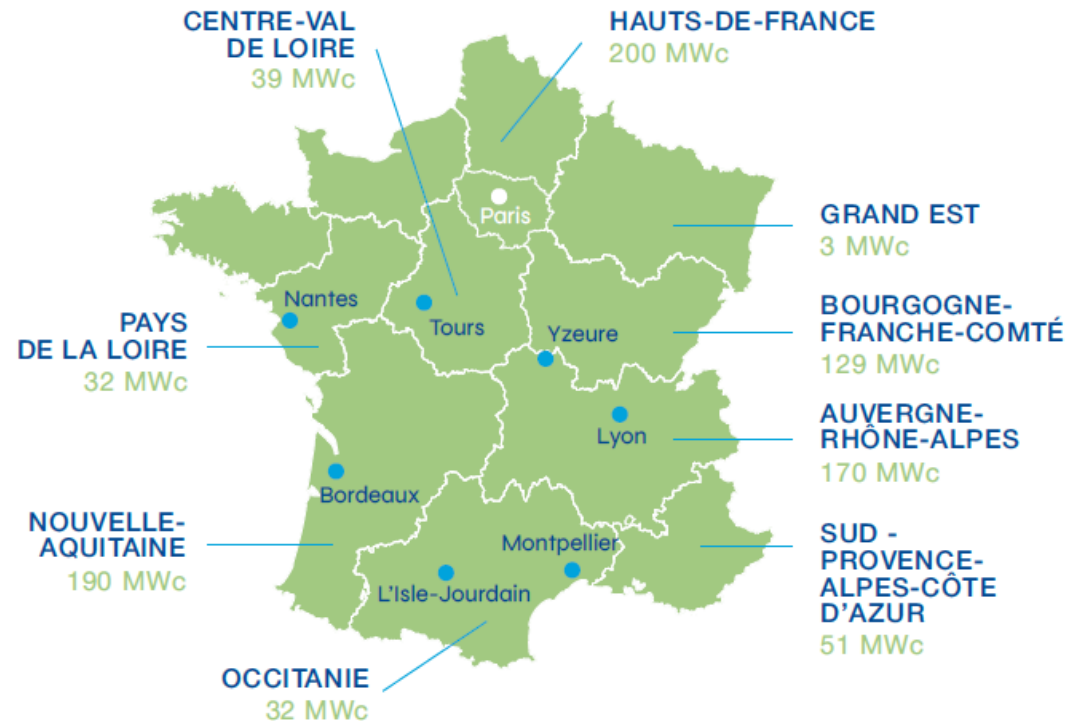 CENTRE-VAL
DE LOIRE
39 MWc
HAUTS-DE-FRANCE
200 MWc
Paris
GRAND EST
3 MWc
Nantes
Tours
Yzeure
PAYS
DE LA LOIRE
32 MWc
BOURGOGNE-
FRANCHE-COMTÉ
129 MWc
Lyon
AUVERGNE-
RHÔNE-ALPES
170 MWc
Bordeaux
NOUVELLE-
AQUITAINE
190 MWc
Montpellier
L'Isle-Jourdain
SUD -
PROVENCE-
ALPES-CÔTE
D'AZUR
51 MWc
OCCITANIE
32 MWc